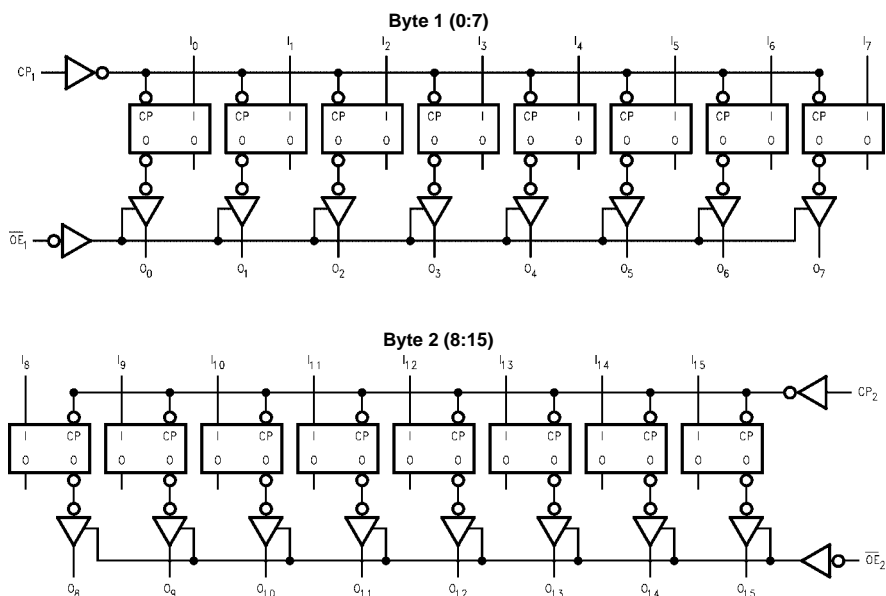 Byte 1 (0:7)
I0 I1 I2 I3 I4 I5 I6 I7
CP1
CP I CP I CP I CP I CP I CP I CP I CP I
O O O O O O O O O O O O O O O O
OE1
O0 O1 O2 O3 O4 O5 O6 O7
Byte 2 (8:15)
I8 I9 I10 I11 I12 I13 I14 I15
CP2
I CP I CP I CP I CP I CP I CP I CP I CP
O O O O O O O O O O O O O O O O
OE2
O8 O9 O10 O11 O12 O13 O14 O15